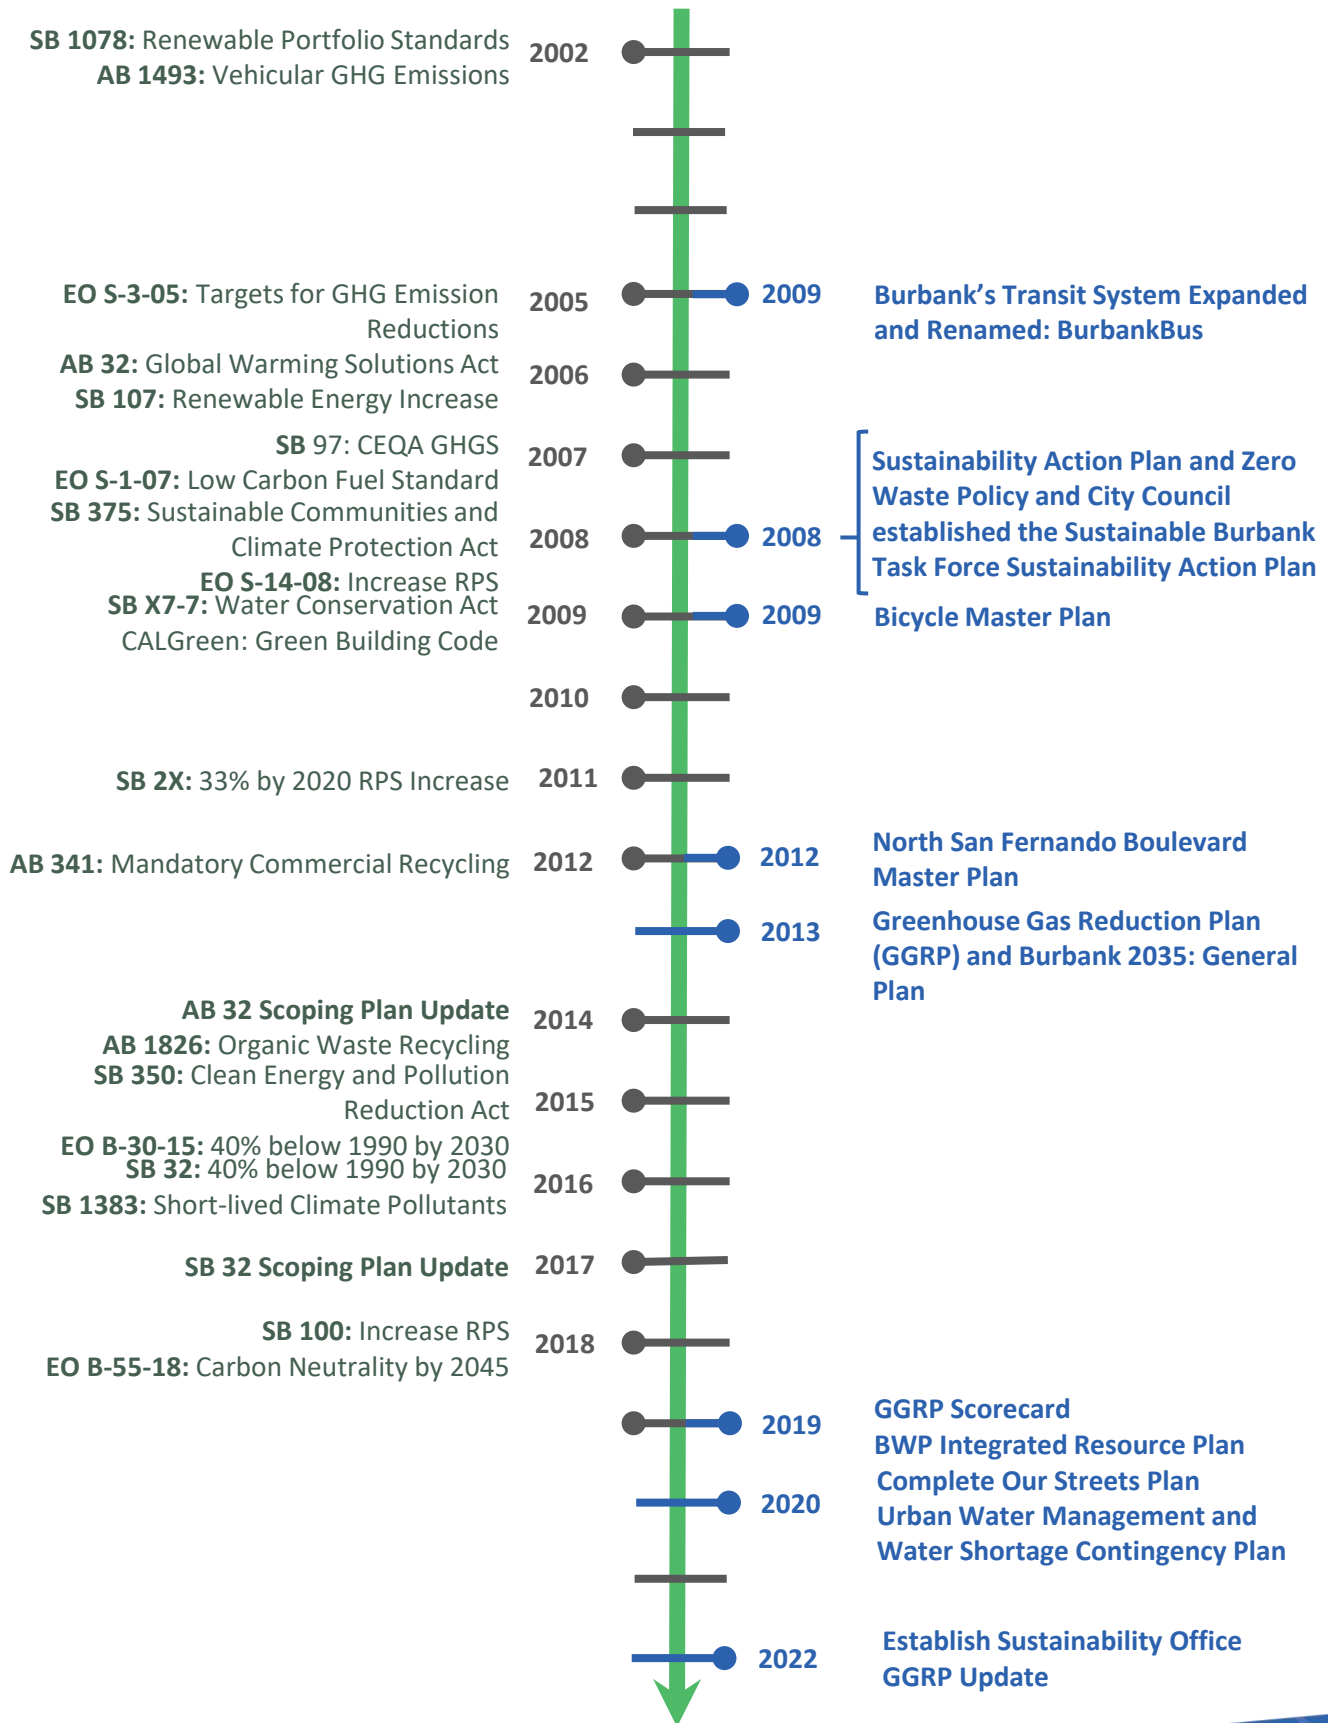 SB 1078: Renewable Portfolio Standards
AB 1493: Vehicular GHG Emissions
2002
EO S-3-05: Targets for GHG Emission
Reductions
2005
2009
Burbank’s Transit System Expanded
and Renamed: BurbankBus
AB 32: Global Warming Solutions Act
SB 107: Renewable Energy Increase
2006
SB 97: CEQA GHGS
EO S-1-07: Low Carbon Fuel Standard
2007
SB 375: Sustainable Communities and
Climate Protection Act
EO S-14-08: Increase RPS
2008
2008
Sustainability Action Plan and Zero
Waste Policy and City Council
established the Sustainable Burbank
Task Force Sustainability Action Plan
SB X7-7: Water Conservation Act
CALGreen: Green Building Code
2009
2009
Bicycle Master Plan
2010
SB 2X: 33% by 2020 RPS Increase
2011
AB 341: Mandatory Commercial Recycling
2012
2012
North San Fernando Boulevard
Master Plan
2013
Greenhouse Gas Reduction Plan
(GGRP) and Burbank 2035: General
Plan
AB 32 Scoping Plan Update
AB 1826: Organic Waste Recycling
2014
SB 350: Clean Energy and Pollution
Reduction Act
EO B-30-15: 40% below 1990 by 2030
2015
SB 32: 40% below 1990 by 2030
SB 1383: Short-lived Climate Pollutants
2016
SB 32 Scoping Plan Update
2017
SB 100: Increase RPS
EO B-55-18: Carbon Neutrality by 2045
2018
2019
GGRP Scorecard
BWP Integrated Resource Plan
2020
Complete Our Streets Plan
Urban Water Management and
Water Shortage Contingency Plan
2022
Establish Sustainability Office
GGRP Update